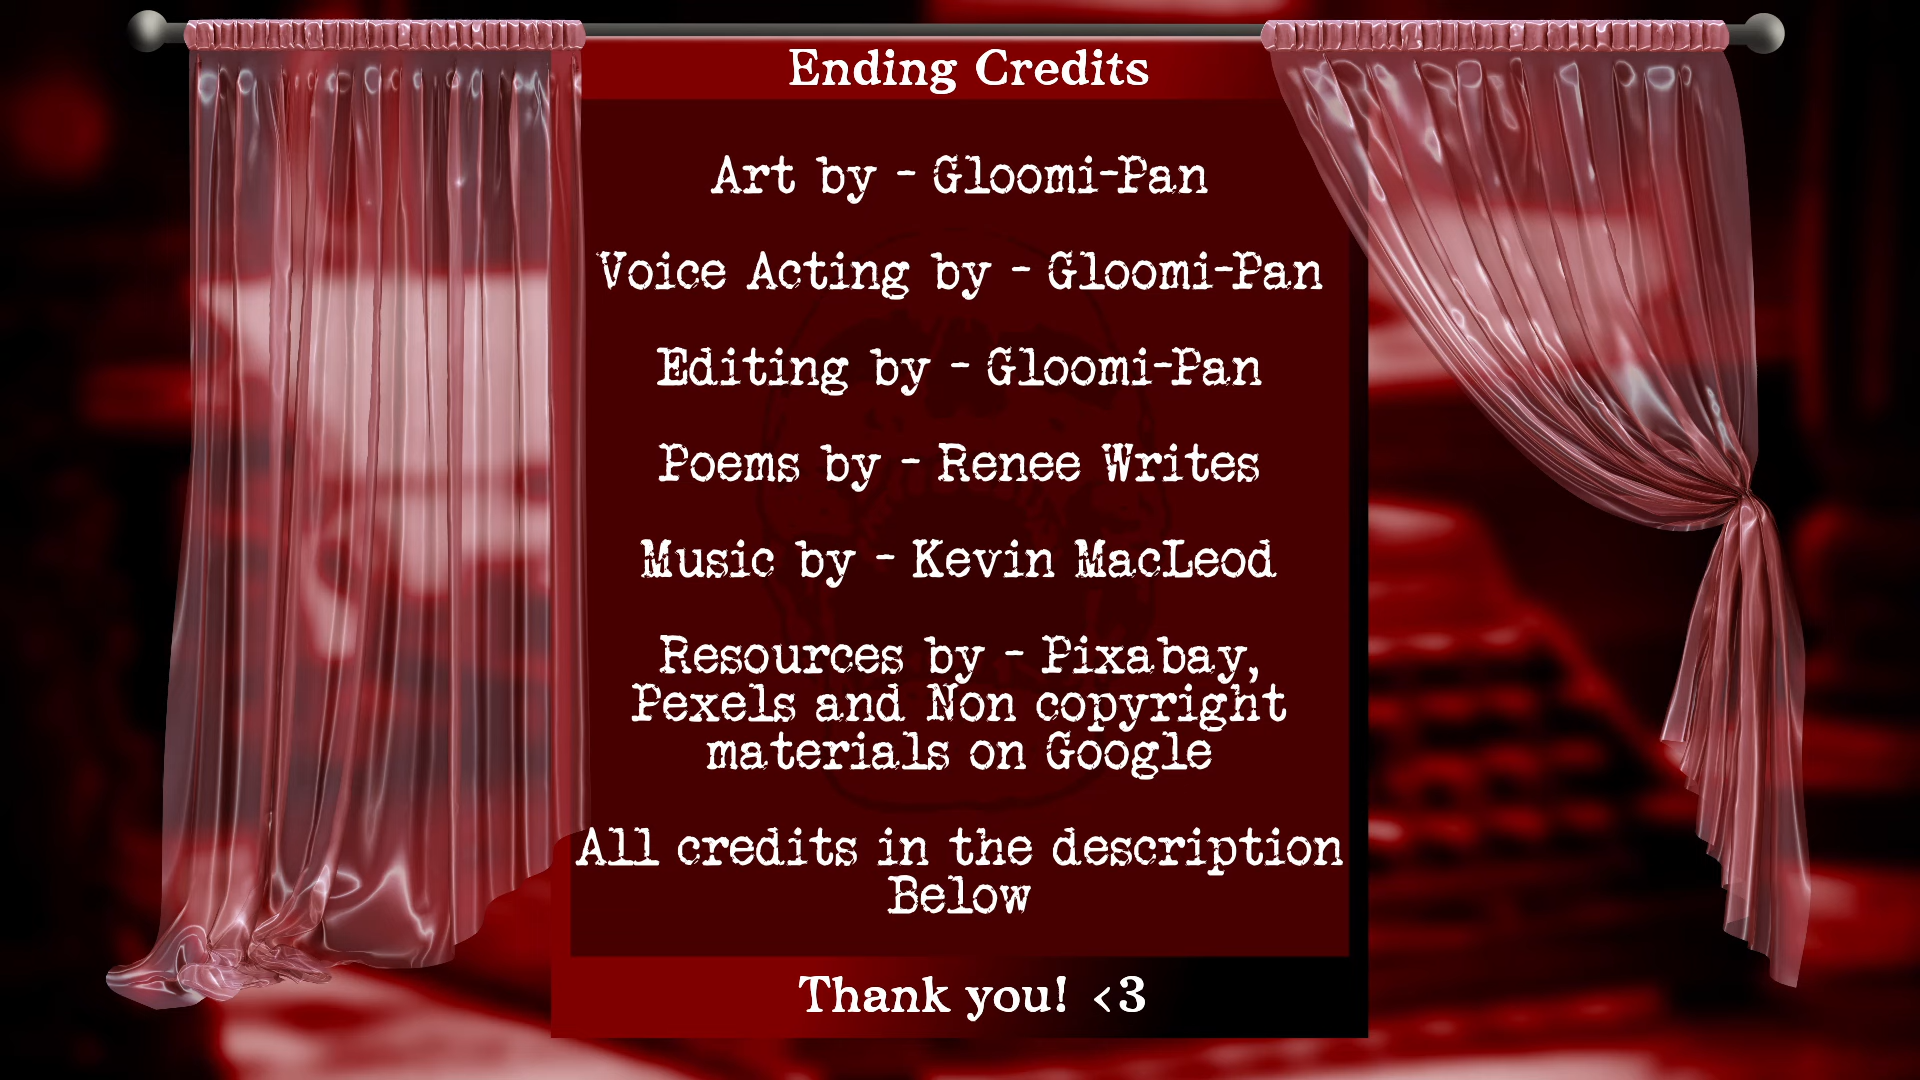 Ending Credits
Art by - Gloomi-Pan
Voice Acting by - Gloomi-Pan
Editing by - Gloomi-Pan
Poems by - Renee Writes
Music by - Kevin MacLeod
Resources by - Pixabay,
Pexels and Non copyright
materials on Google
All credits in the description
Below
Thank you! <3